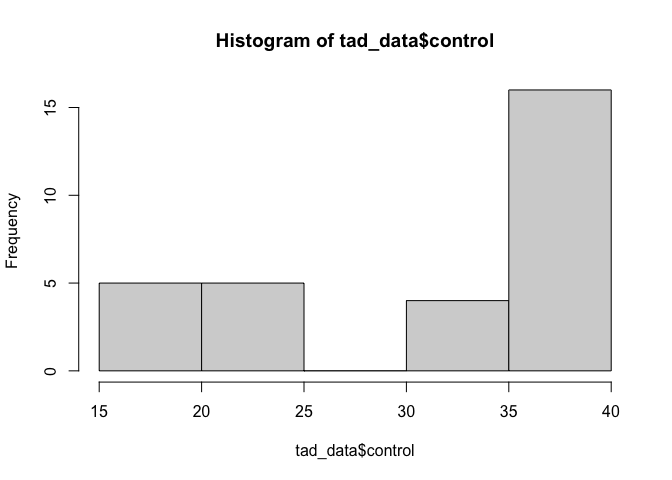 Histogram of tad_data$control
Frequency
15
10
5
0
15 20 25 30 35 40
tad_data$control